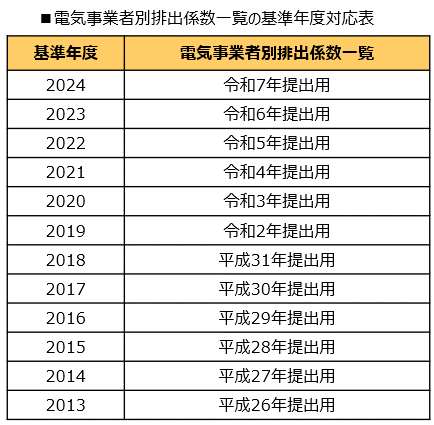 ■電気事業者別排出係数一覧の基準年度対応表
基準年度 電気事業者別排出係数一覧
2024 令和7年提出用
2023 令和6年提出用
2022 令和5年提出用
2021 令和4年提出用
2020 令和3年提出用
2019 令和2年提出用
2018 平成31年提出用
2017 平成30年提出用
2016 平成29年提出用
2015 平成28年提出用
2014 平成27年提出用
2013 平成26年提出用